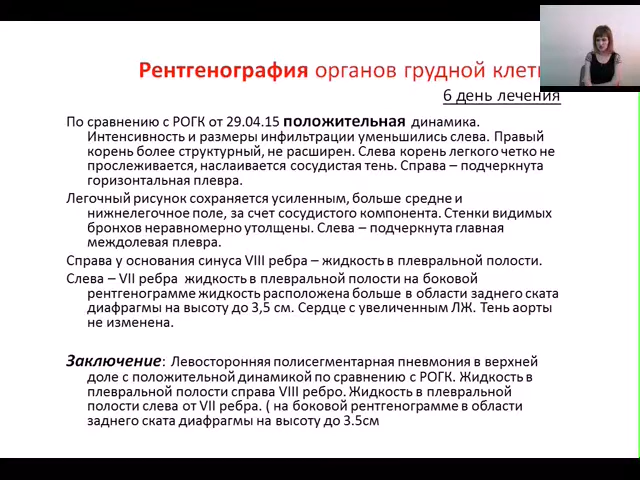 Рентгенография органов грудной клет
6 день лечения
По сравнению с РОГК от 29.04.15 положительная динамика.
Интенсивность и размеры инфильтрации уменьшились слева. Правый
корень более структурный, не расширен. Слева корень легкого четко не
прослеживается, наслаивается сосудистая тень. Справа – подчеркнута
горизонтальная плевра.
Легочный рисунок сохраняется усиленным, больше средне и
нижнелегочное поле, за счет сосудистого компонента. Стенки видимых
бронхов неравномерно утолщены. Слева – подчеркнута главная
междолевая плевра.
Справа у основания синуса VIII ребра – жидкость в плевральной полости.
Слева – VII ребра жидкость в плевральной полости на боковой
рентгенограмме жидкость расположена больше в области заднего ската
диафрагмы на высоту до 3,5 см. Сердце с увеличенным ЛЖ. Тень аорты
не изменена.
Заключение: Левосторонняя полисегментарная пневмония в верхней
доле с положительной динамикой по сравнению с РОГК. Жидкость в
плевральной полости справа VIII ребро. Жидкость в плевральной
полости слева от VII ребра. ( на боковой рентгенограмме в области
заднего ската диафрагмы на высоту до 3.5см